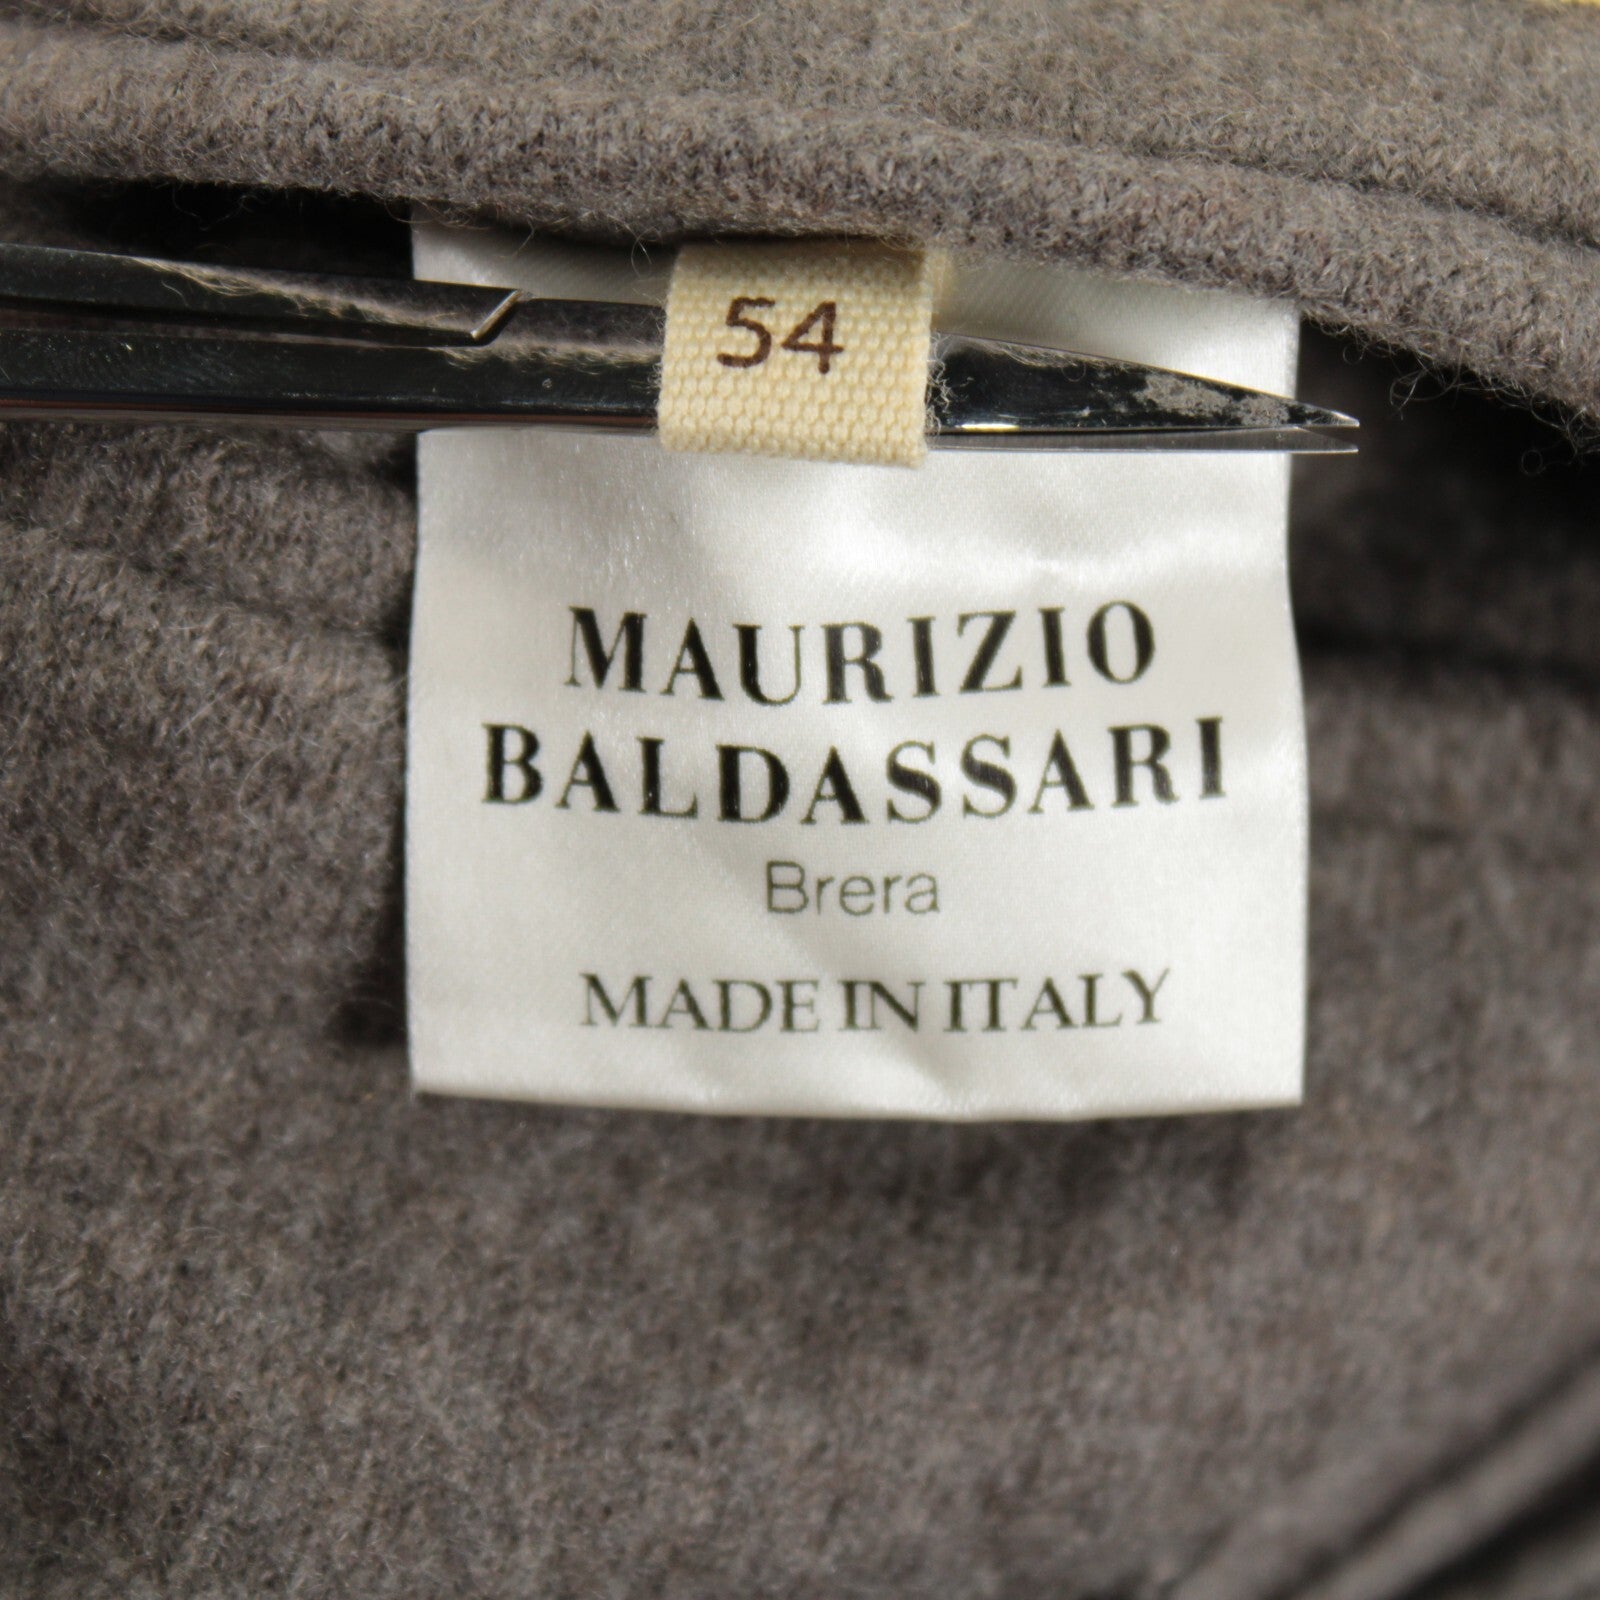 54
MAURIZIO
BALDASSARI
Brera
MADE IN ITALY